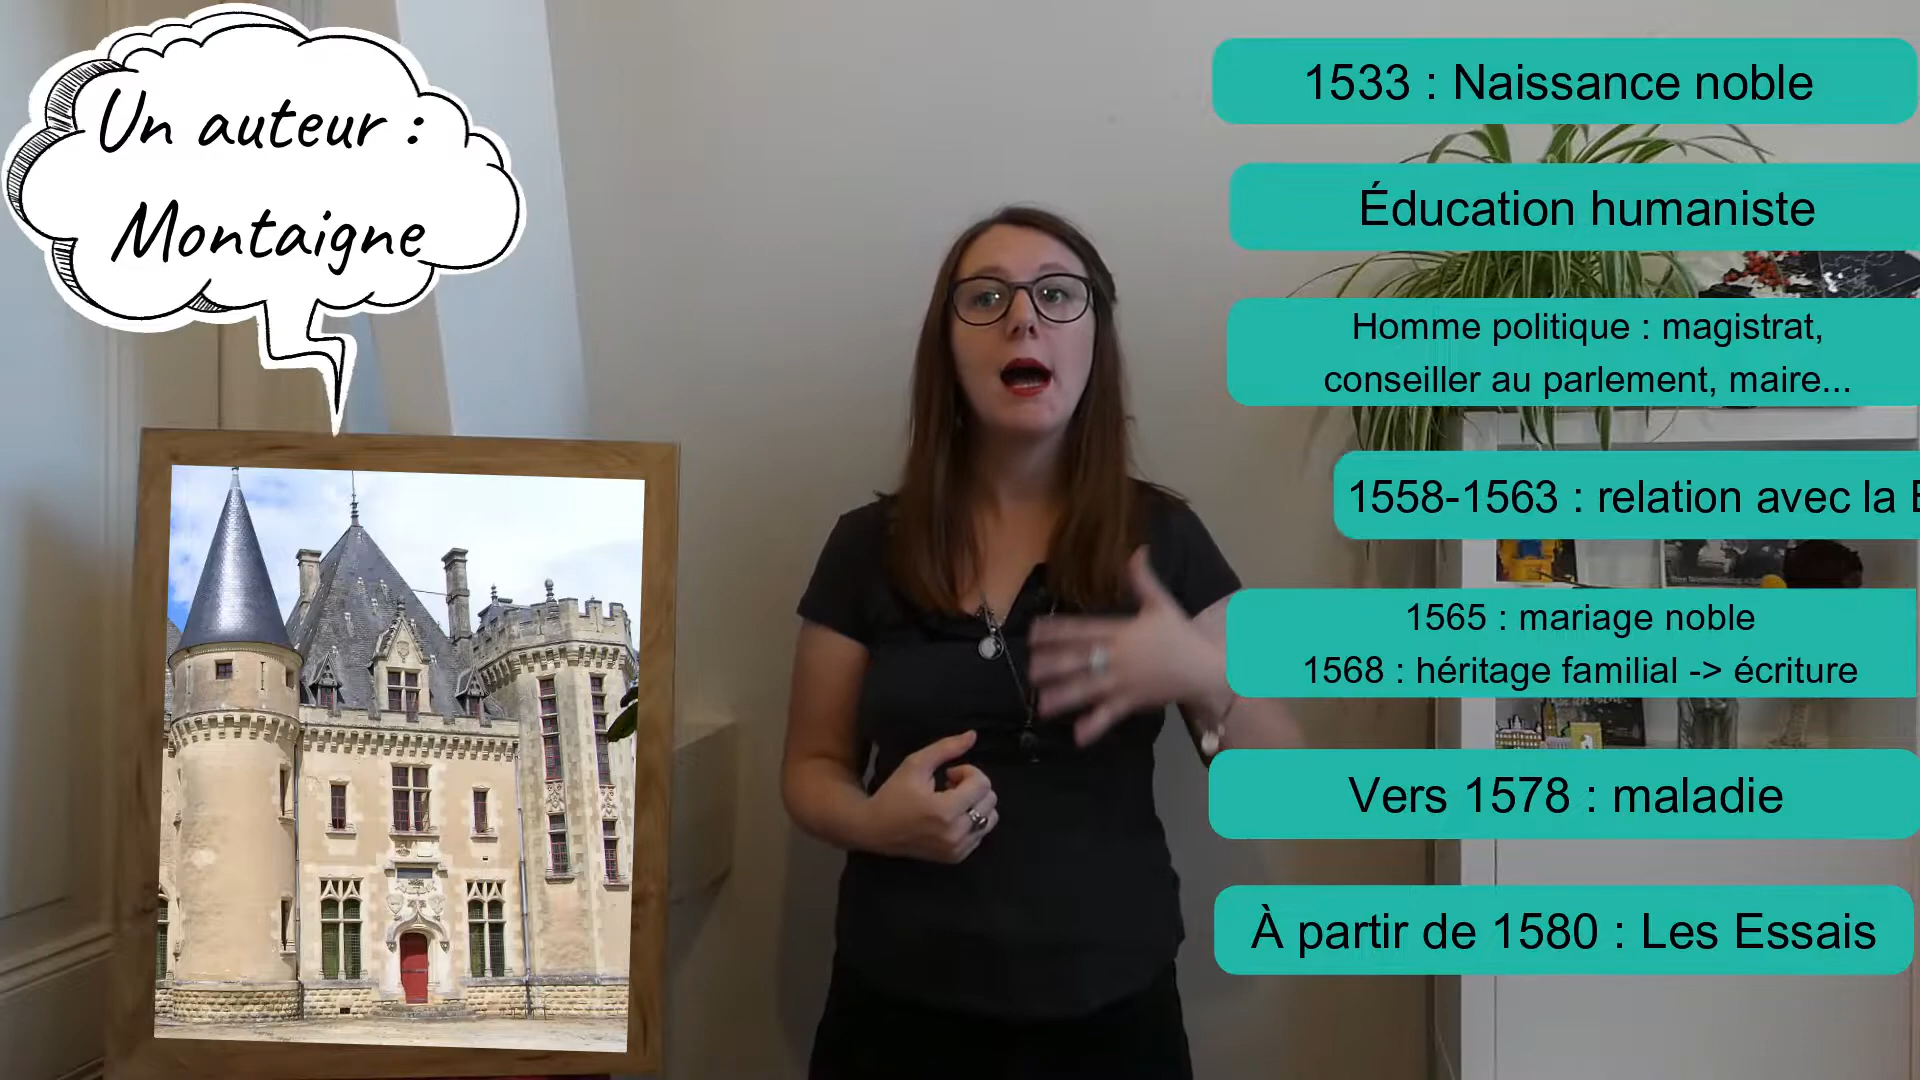 Un auteur :
Montaigne
1533 : Naissance noble
Éducation humaniste
Homme politique : magistrat,
conseiller au parlement, maire...
1558-1563 : relation avec la
1565 : mariage noble
1568 : héritage familial -> écriture
Vers 1578 : maladie
À partir de 1580 : Les Essais